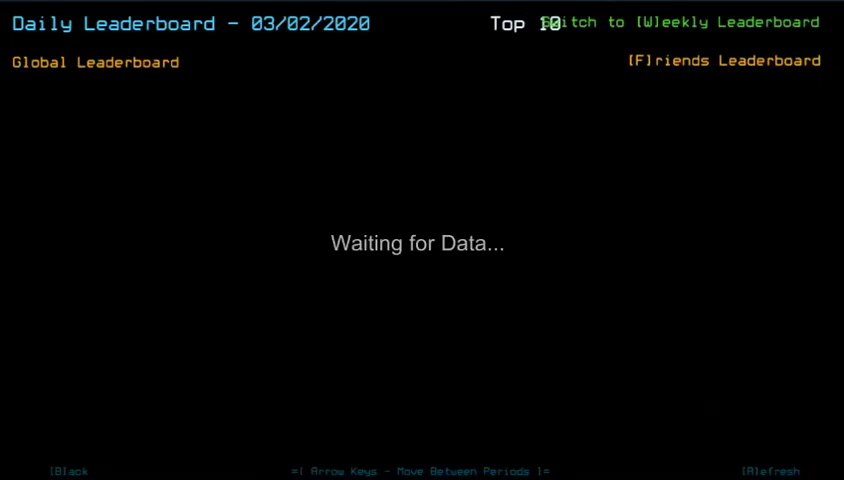 Daily Leaderboard - 03/02/2020 Top 10 Switch to [W]eekly Leaderboard
Global Leaderboard [F]riends Leaderboard
Waiting for Data...
[B]ack =[ Arrow Keys - Move Between Periods ]= [R]efresh